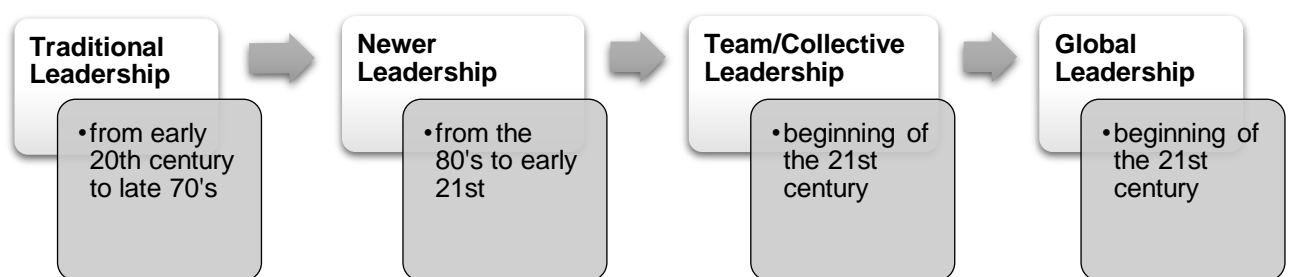 Traditional
Leadership
•from early
20th century
to late 70's
Newer
Leadership
•from the
80's to early
21st
Team/Collective
Leadership
•beginning of
the 21st
century
Global
Leadership
•beginning of
the 21st
century